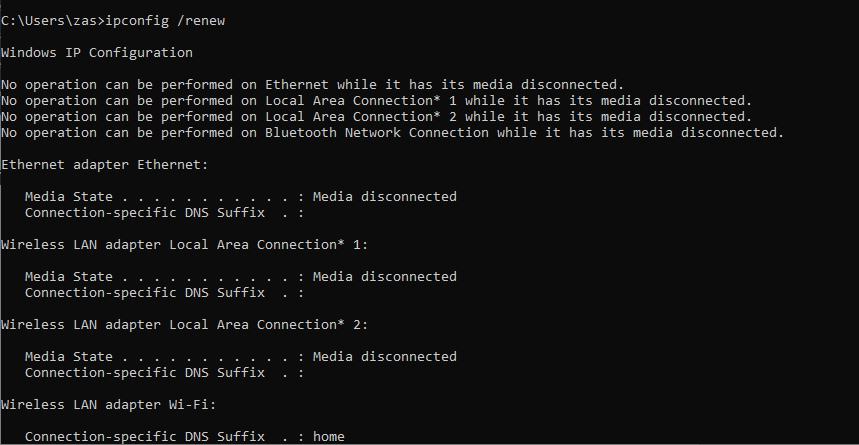 C:\Users\zas>ipconfig /renew
Windows IP Configuration
No operation can be performed on Ethernet while it has its media disconnected.
No operation can be performed on Local Area Connection* 1 while it has its media disconnected.
No operation can be performed on Local Area Connection* 2 while it has its media disconnected.
No operation can be performed on Bluetooth Network Connection while it has its media disconnected.
Ethernet adapter Ethernet:
   Media State . . . . . . . . . . . : Media disconnected
   Connection-specific DNS Suffix  . :
Wireless LAN adapter Local Area Connection* 1:
   Media State . . . . . . . . . . . : Media disconnected
   Connection-specific DNS Suffix  . :
Wireless LAN adapter Local Area Connection* 2:
   Media State . . . . . . . . . . . : Media disconnected
   Connection-specific DNS Suffix  . :
Wireless LAN adapter Wi-Fi:
   Connection-specific DNS Suffix  . : home